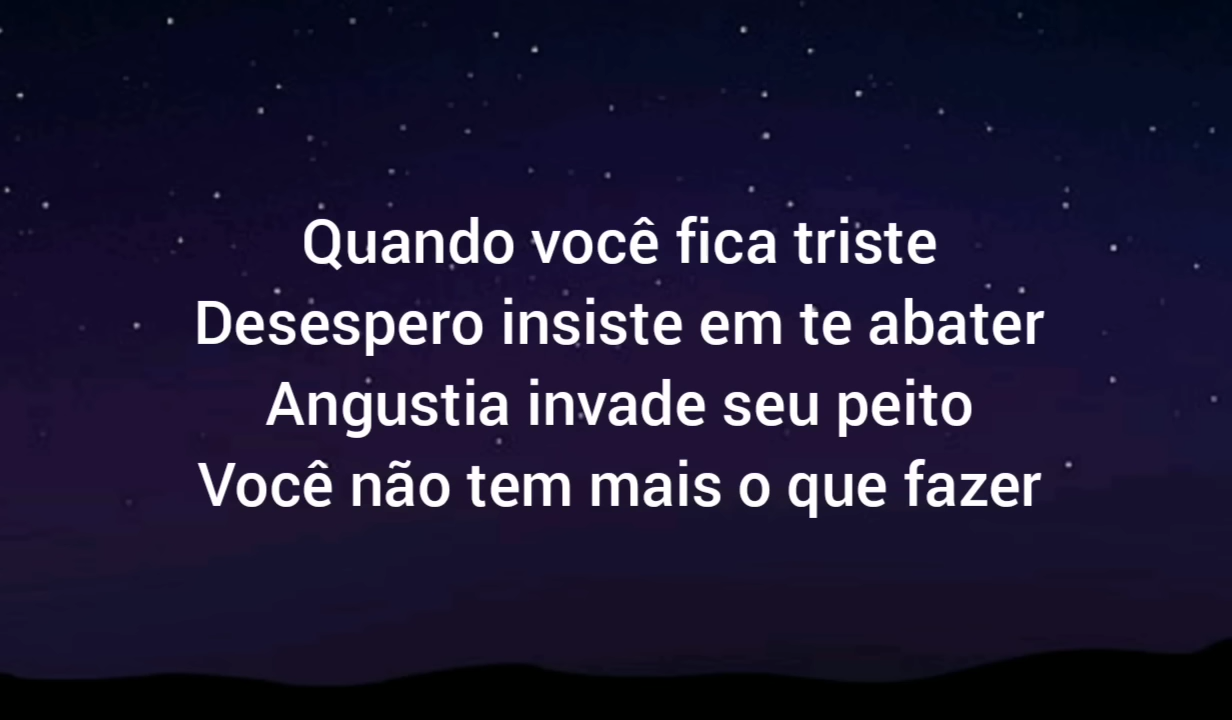 Quando você fica triste
Desespero insiste em te abater
Angustia invade seu peito
Você não tem mais o que fazer